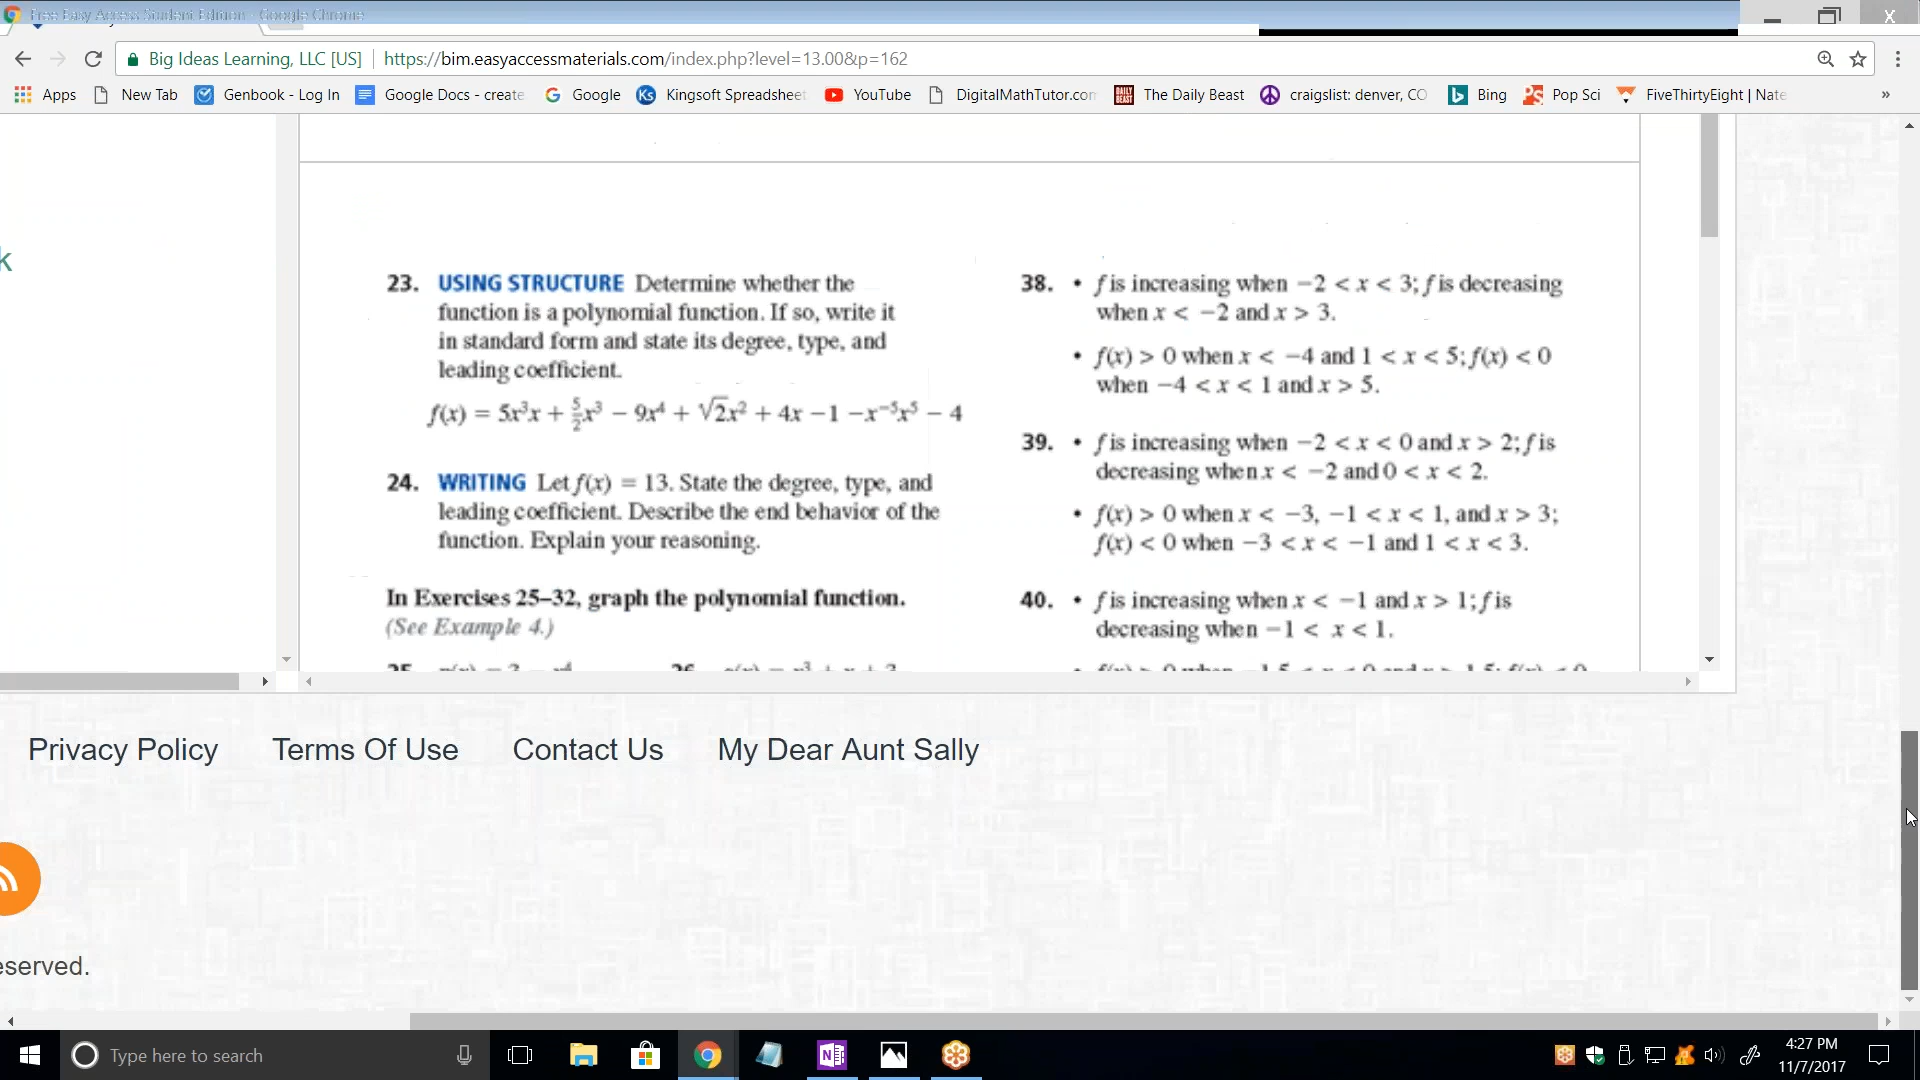 Free Easy Access Student Edition - Google Chrome
Big Ideas Learning, LLC [US] https://bim.easyaccessmaterials.com/index.php?level=13.00&p=162
Apps New Tab Genbook - Log In Google Docs - create Google Kingsoft Spreadsheet YouTube DigitalMathTutor.com The Daily Beast craigslist: denver, CO Bing Pop Sci FiveThirtyEight | Nate »
k
23. USING STRUCTURE Determine whether the
function is a polynomial function. If so, write it
in standard form and state its degree, type, and
leading coefficient.
f(x) = 5x³x + 5/2x³ − 9x⁴ + √2x² + 4x −1 −x⁻⁵x⁵ − 4
24. WRITING Let f(x) = 13. State the degree, type, and
leading coefficient. Describe the end behavior of the
function. Explain your reasoning.
In Exercises 25–32, graph the polynomial function.
(See Example 4.)
38. • f is increasing when −2 < x < 3; f is decreasing
when x < −2 and x > 3.
• f(x) > 0 when x < −4 and 1 < x < 5; f(x) < 0
when −4 < x < 1 and x > 5.
39. • f is increasing when −2 < x < 0 and x > 2; f is
decreasing when x < −2 and 0 < x < 2.
• f(x) > 0 when x < −3, −1 < x < 1, and x > 3;
f(x) < 0 when −3 < x < −1 and 1 < x < 3.
40. • f is increasing when x < −1 and x > 1; f is
decreasing when −1 < x < 1.
Privacy Policy Terms Of Use Contact Us My Dear Aunt Sally
eserved.
Type here to search
4:27 PM
11/7/2017